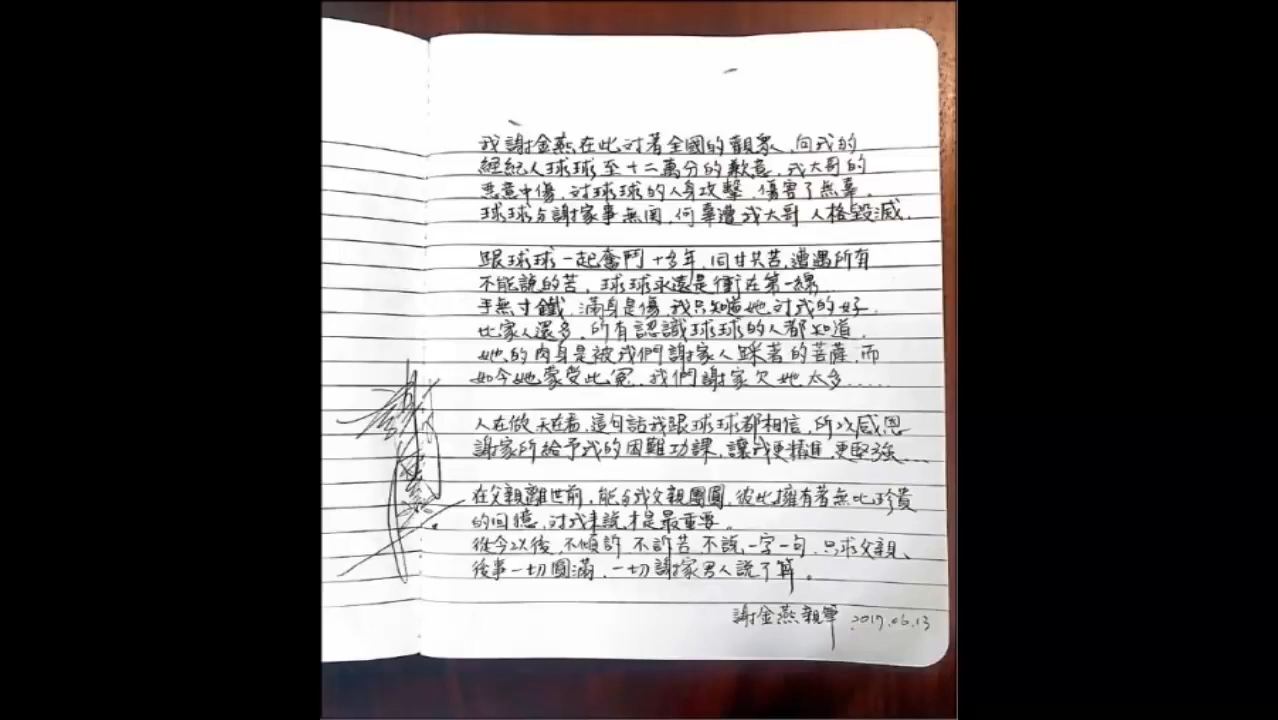 我謝金燕在此对著全國的觀眾,向我的
經紀人球球至十二萬分的歉意,我大哥的
惡意中傷,对球球的人身攻擊,傷害了無辜,
球球与謝家事無関,何辜遭我大哥人格毀滅,
跟球球一起奮鬥十多年,同甘共苦,遭遇所有
不能說的苦,球球永遠是衝在第一線...
手無寸鐵,滿身是傷,我只知道她对我的好,
比家人還多,所有認識球球的人都知道,
她的肉身是被我們謝家人踩著的菩薩,而
如今她蒙受此冤,我們謝家欠她太多.....
人在做天在看,這句話我跟球球都相信,所以感恩
謝家所給予我的困難功課,讓我更精進,更堅強....
在父親離世前,能与我父親團圓,彼此擁有著無比珍貴
的回憶,对我來說,才是最重要。
從今以後,不傾訴 不訴苦 不說一字一句,只求父親、
後事一切圓滿,一切謝家男人說了算。
謝金燕親筆 2017.06.13